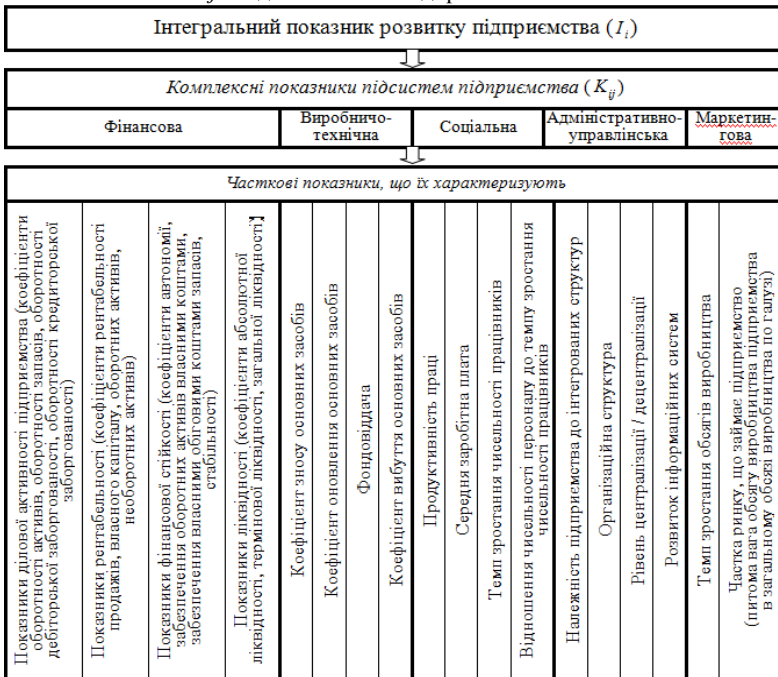 Інтегральний показник розвитку підприємства (I_i)
Комплексні показники підсистем підприємства (K_ij)
Фінансова
Виробничо-
технічна
Соціальна
Адміністративно-
управлінська
Маркетин-
гова
Часткові показники, що їх характеризують
Показники ділової активності підприємства (коефіцієнти
оборотності активів, оборотності запасів, оборотності
дебіторської заборгованості, оборотності кредиторської
заборгованості)
Показники рентабельності (коефіцієнти рентабельності
продажів, власного капіталу, оборотних активів,
необоротних активів)
Показники фінансової стійкості (коефіцієнти автономії,
забезпечення оборотних активів власними коштами,
забезпечення власними обіговими коштами запасів,
стабільності)
Показники ліквідності (коефіцієнти абсолютної
ліквідності, термінової ліквідності, загальної ліквідності)
Коефіцієнт зносу основних засобів
Коефіцієнт оновлення основних засобів
Фондовіддача
Коефіцієнт вибуття основних засобів
Продуктивність праці
Середня заробітна плата
Темп зростання чисельності працівників
Відношення чисельності персоналу до темпу зростання
чисельності працівників
Належність підприємства до інтегрованих структур
Організаційна структура
Рівень централізації / децентралізації
Розвиток інформаційних систем
Темп зростання обсягів виробництва
Частка ринку, що займає підприємство
(питома вага обсягу виробництва підприємства
в загальному обсязі виробництва по галузі)